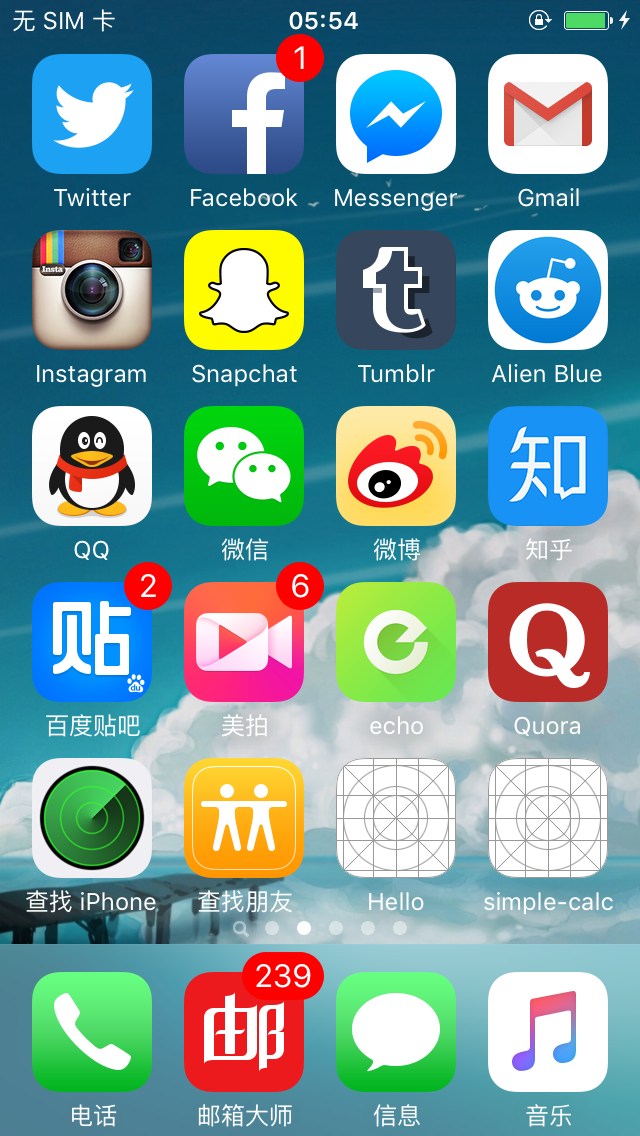 无 SIM 卡 05:54
1
Twitter Facebook Messenger Gmail
Insta
Instagram Snapchat Tumblr Alien Blue
知
QQ 微信 微博 知乎
2 6
贴 Q
du
百度贴吧 美拍 echo Quora
查找 iPhone 查找朋友 Hello simple-calc
239
邮
电话 邮箱大师 信息 音乐